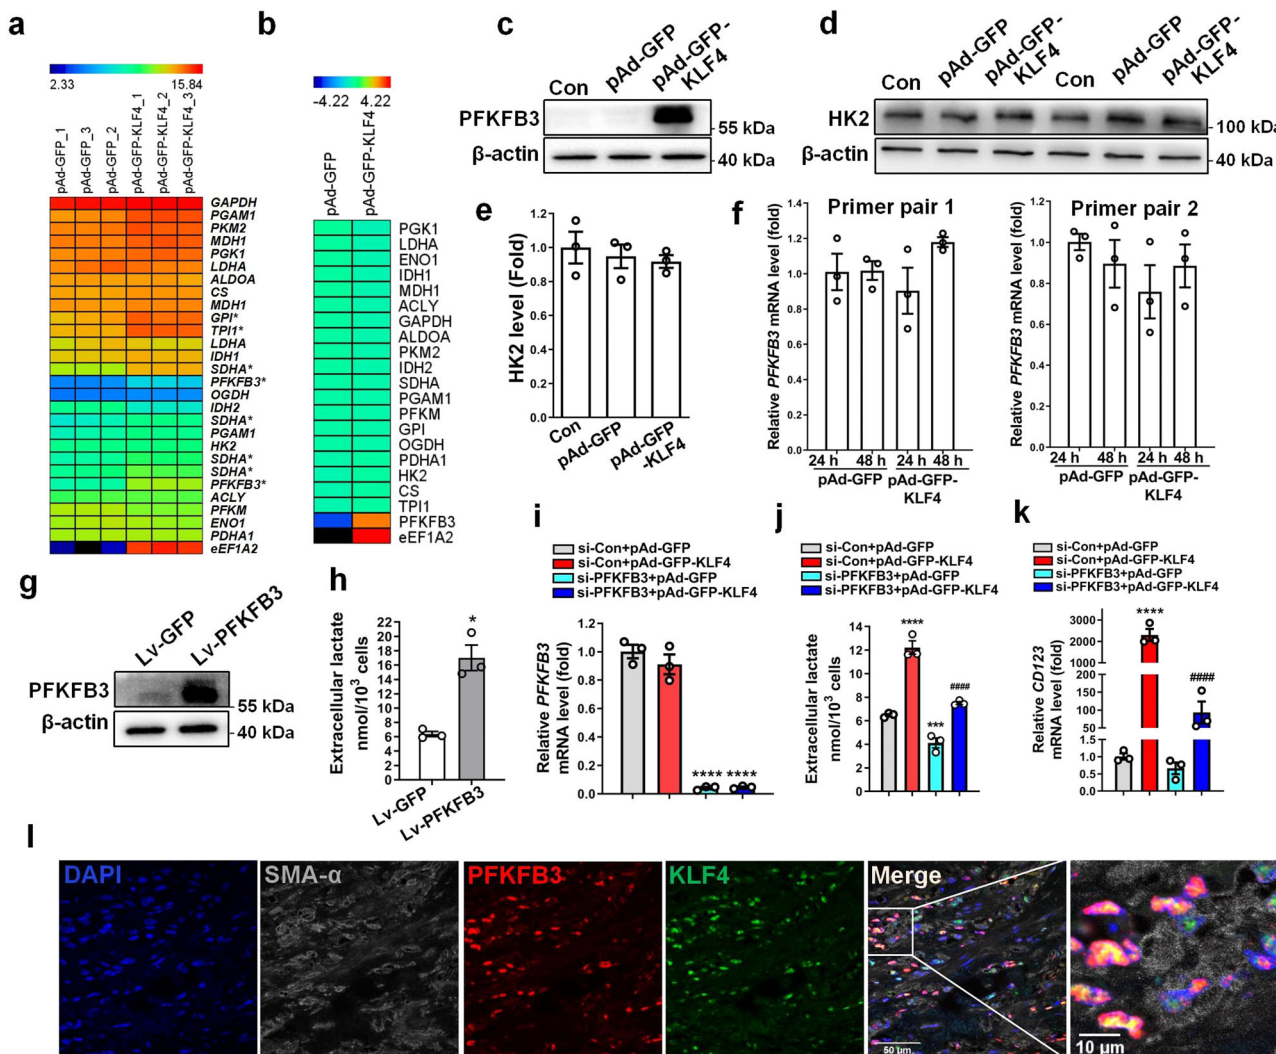 a
2.33
15.84
pAd-GFP_1
pAd-GFP_3
pAd-GFP_2
pAd-GFP-KLF4_1
pAd-GFP-KLF4_2
pAd-GFP-KLF4_3
GAPDH
PGAM1
PKM2
MDH1
PGK1
LDHA
ALDOA
CS
MDH1
GPI*
TPI1*
LDHA
IDH1
SDHA*
PFKFB3*
OGDH
IDH2
SDHA*
PGAM1
HK2
SDHA*
SDHA*
PFKFB3*
ACLY
PFKM
ENO1
PDHA1
eEF1A2
b
-4.22 4.22
pAd-GFP
pAd-GFP-KLF4
PGK1
LDHA
ENO1
IDH1
MDH1
ACLY
GAPDH
ALDOA
PKM2
IDH2
SDHA
PGAM1
PFKM
GPI
OGDH
PDHA1
HK2
CS
TPI1
PFKFB3
eEF1A2
c
Con
pAd-GFP
pAd-GFP-
KLF4
PFKFB3
55 kDa
β-actin
40 kDa
d
Con
pAd-GFP
pAd-GFP-
KLF4
Con
pAd-GFP
pAd-GFP-
KLF4
HK2
100 kDa
β-actin
40 kDa
e
HK2 level (Fold)
1.2
1.0
0.8
0.6
0.4
0.2
0.0
Con
pAd-GFP
pAd-GFP
-KLF4
f
Primer pair 1
Relative PFKFB3 mRNA level (fold)
1.4
1.2
1.0
0.8
0.6
0.4
0.2
0.0
24 h 48 h 24 h 48 h
pAd-GFP pAd-GFP-
KLF4
Primer pair 2
Relative PFKFB3 mRNA level (fold)
1.2
1.0
0.8
0.6
0.4
0.2
0.0
24 h 48 h 24 h 48 h
pAd-GFP pAd-GFP-
KLF4
g
Lv-GFP
Lv-PFKFB3
PFKFB3
55 kDa
β-actin
40 kDa
h
Extracellular lactate
nmol/10³ cells
22
20
18
16
14
12
10
8
6
4
2
0
*
Lv-GFP
Lv-PFKFB3
i
si-Con+pAd-GFP
si-Con+pAd-GFP-KLF4
si-PFKFB3+pAd-GFP
si-PFKFB3+pAd-GFP-KLF4
Relative PFKFB3
mRNA level (fold)
1.2
1.0
0.8
0.6
0.4
0.2
0.0
**** ****
j
si-Con+pAd-GFP
si-Con+pAd-GFP-KLF4
si-PFKFB3+pAd-GFP
si-PFKFB3+pAd-GFP-KLF4
Extracellular lactate
nmol/10³ cells
14
12
10
8
6
4
2
0
****
***
####
k
si-Con+pAd-GFP
si-Con+pAd-GFP-KLF4
si-PFKFB3+pAd-GFP
si-PFKFB3+pAd-GFP-KLF4
Relative CD123
mRNA level (fold)
3000
2000
1000
200
150
100
50
1.5
1.0
0.5
0.0
****
####
l
DAPI
SMA-α
PFKFB3
KLF4
Merge
50 µm
10 µm